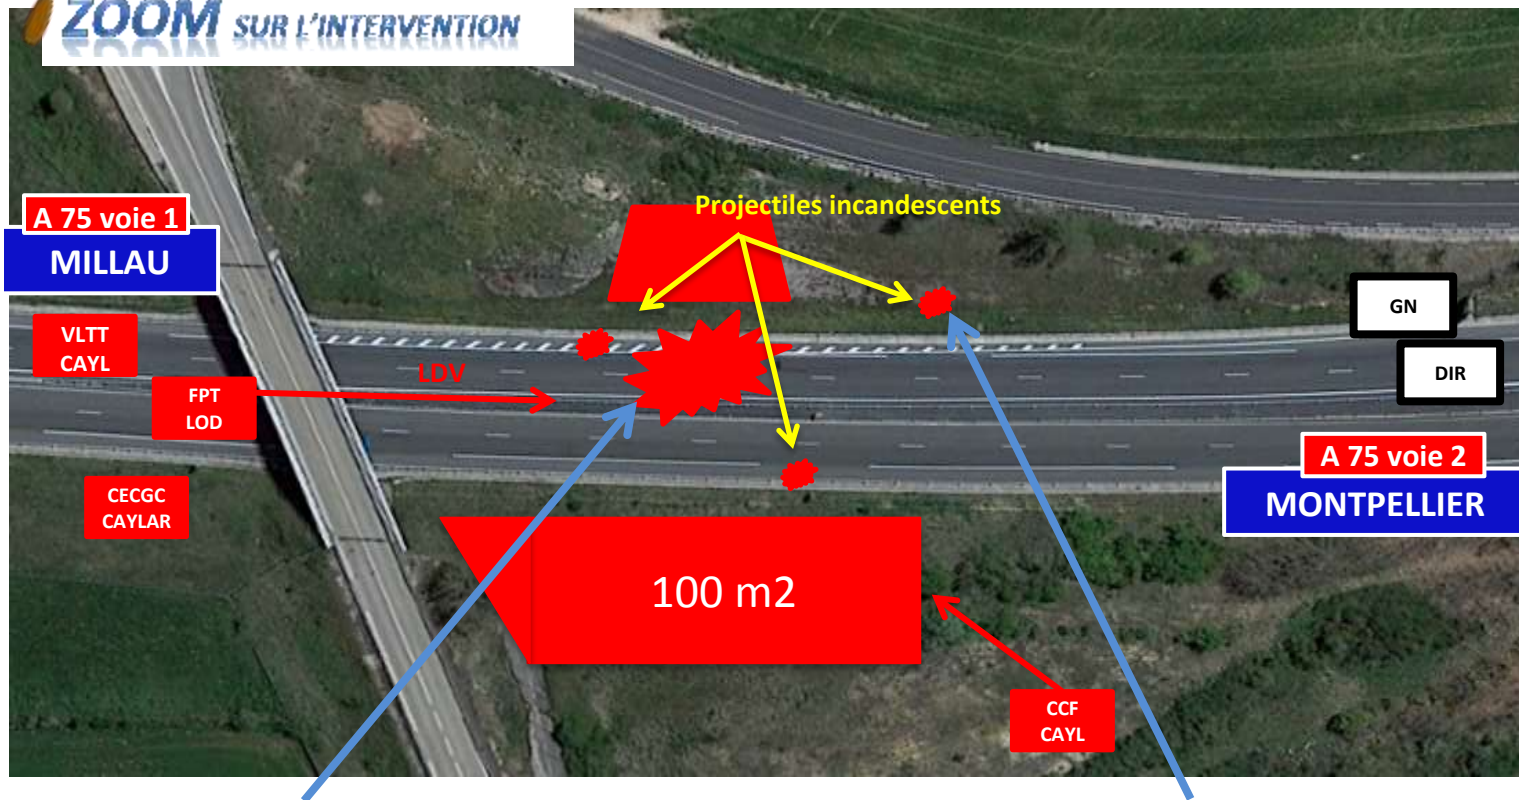 ZOOM SUR L'INTERVENTION
Projectiles incandescents
A 75 voie 1
MILLAU
GN
VLTT
CAYL
LDV
DIR
FPT
LOD
A 75 voie 2
MONTPELLIER
CECGC
CAYLAR
100 m2
CCF
CAYL